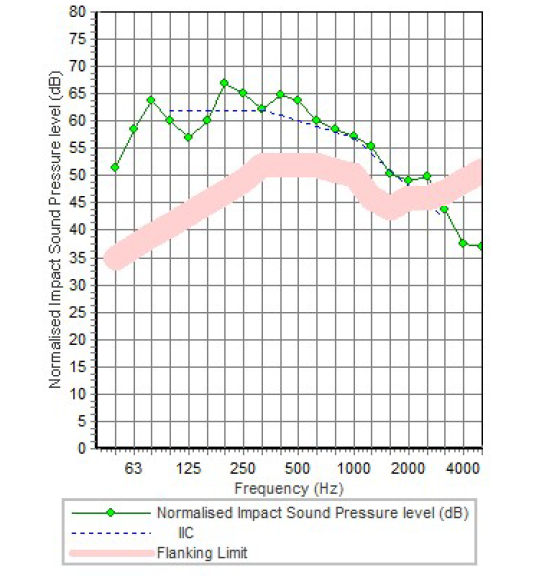 80
75
70
65
60
55
50
45
40
35
30
25
20
15
10
5
0
Normalised Impact Sound Pressure level (dB)
63 125 250 500 1000 2000 4000
Frequency (Hz)
Normalised Impact Sound Pressure level (dB)
IIC
Flanking Limit